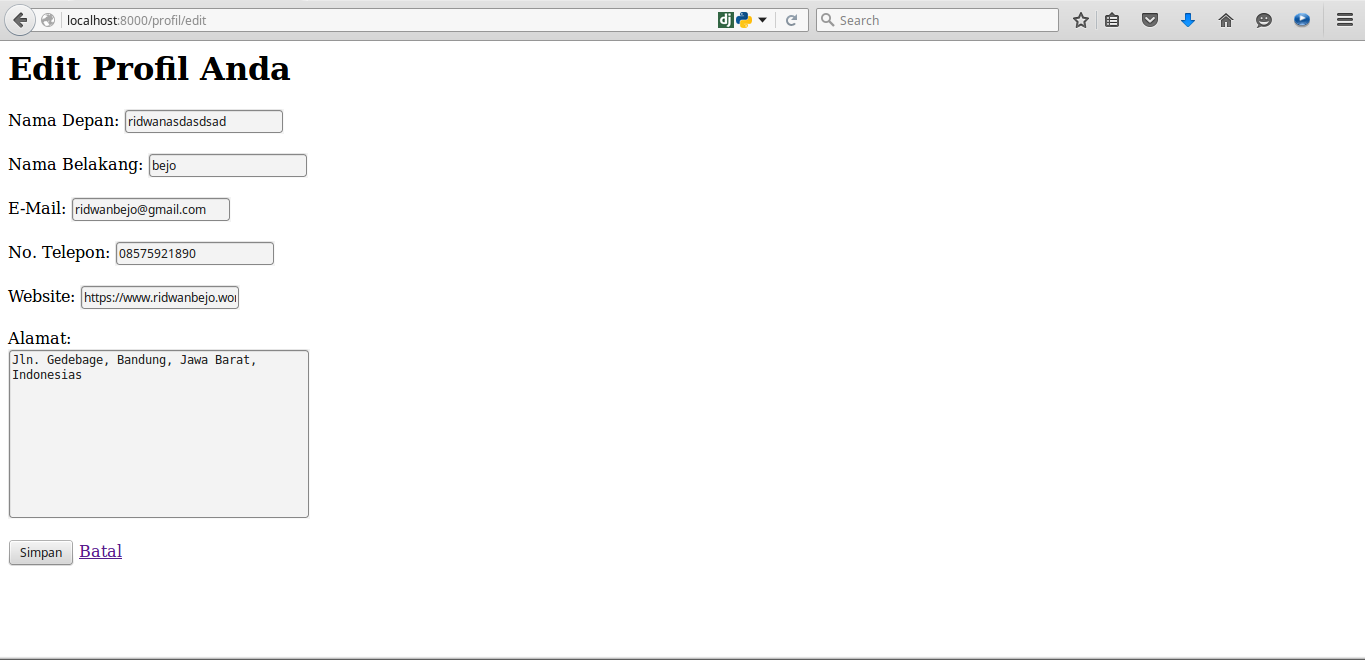 localhost:8000/profil/edit
dj
Search
Edit Profil Anda
Nama Depan: ridwanasdasdsad
Nama Belakang: bejo
E-Mail: ridwanbejo@gmail.com
No. Telepon: 08575921890
Website: https://www.ridwanbejo.wor
Alamat:
Jln. Gedebage, Bandung, Jawa Barat,
Indonesias
Simpan Batal